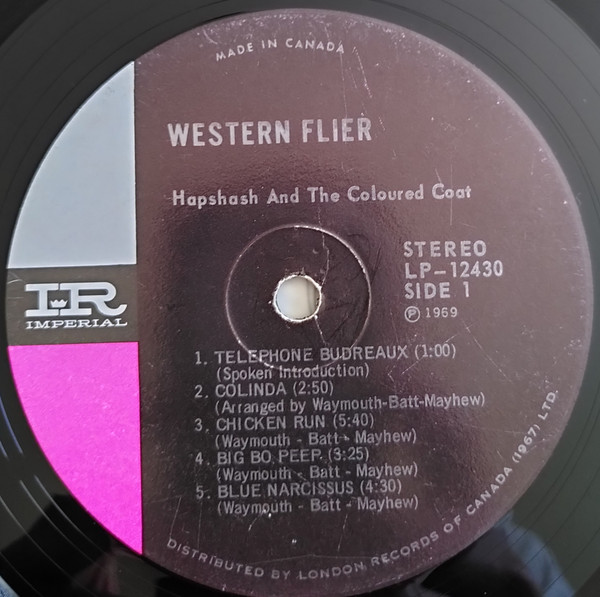 MADE IN CANADA
WESTERN FLIER
Hapshash And The Coloured Coat
STEREO
LP-12430
SIDE 1
℗ 1969
IR
IMPERIAL
1. TELEPHONE BUDREAUX (1:00)
(Spoken Introduction)
2. COLINDA (2:50)
(Arranged by Waymouth-Batt-Mayhew)
3. CHICKEN RUN (5:40)
(Waymouth - Batt - Mayhew)
4. BIG BO PEEP (3:25)
(Waymouth - Batt - Mayhew)
5. BLUE NARCISSUS (4:30)
(Waymouth - Batt - Mayhew)
DISTRIBUTED BY LONDON RECORDS OF CANADA (1967) LTD.